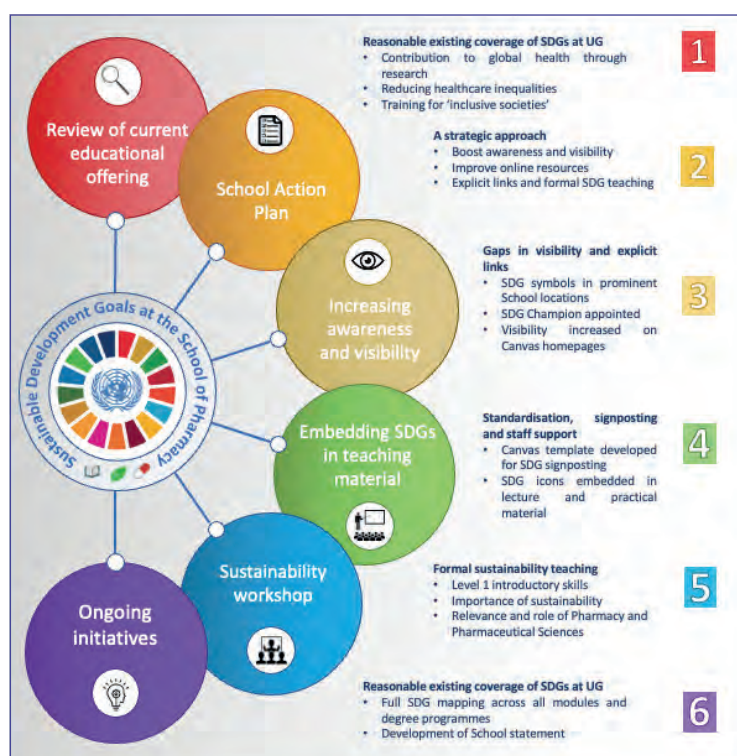 Review of current
educational
offering
School Action
Plan
Increasing
awareness
and visibility
Embedding SDGs
in teaching
material
Sustainability
workshop
Ongoing
initiatives
Sustainable Development Goals at the School of Pharmacy
Reasonable existing coverage of SDGs at UG
• Contribution to global health through
research
• Reducing healthcare inequalities
• Training for 'inclusive societies'
1
A strategic approach
• Boost awareness and visibility
• Improve online resources
• Explicit links and formal SDG teaching
2
Gaps in visibility and explicit
links
• SDG symbols in prominent
School locations
• SDG Champion appointed
• Visibility increased on
Canvas homepages
3
Standardisation, signposting
and staff support
• Canvas template developed
for SDG signposting
• SDG icons embedded in
lecture and practical
material
4
Formal sustainability teaching
• Level 1 introductory skills
• Importance of sustainability
• Relevance and role of Pharmacy and
Pharmaceutical Sciences
5
Reasonable existing coverage of SDGs at UG
• Full SDG mapping across all modules and
degree programmes
• Development of School statement
6